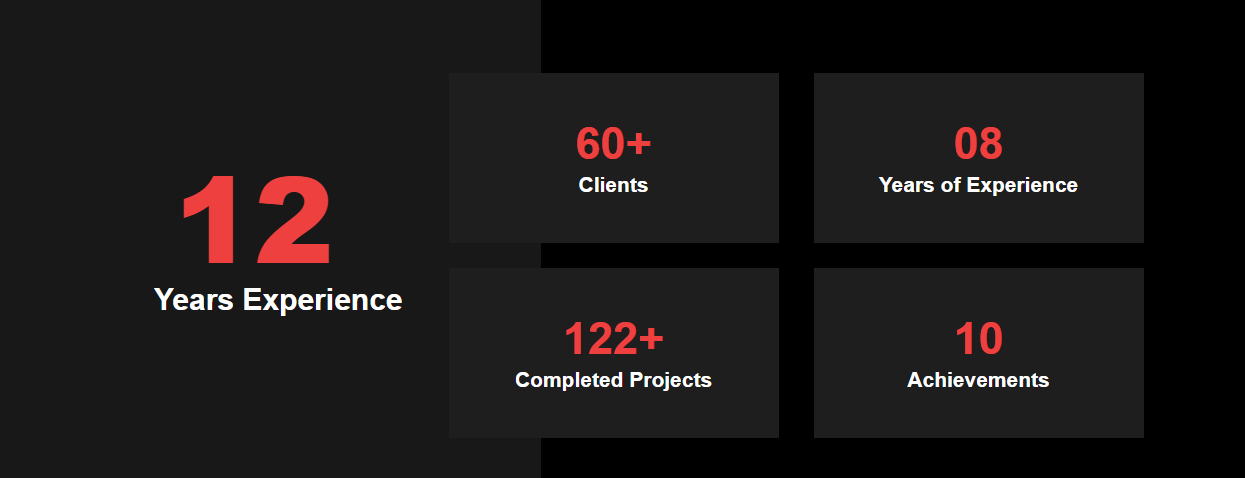 12
Years Experience
60+
Clients
08
Years of Experience
122+
Completed Projects
10
Achievements